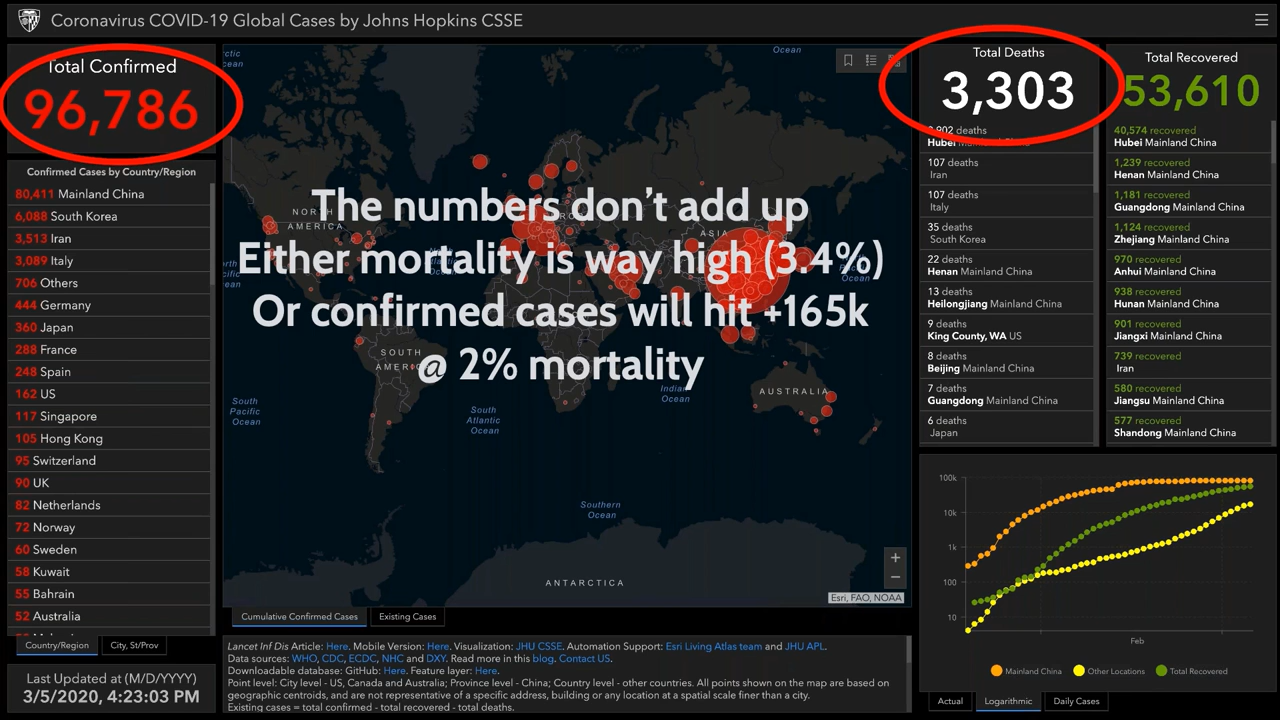 Coronavirus COVID-19 Global Cases by Johns Hopkins CSSE
Total Confirmed
96,786
Confirmed Cases by Country/Region
80,411 Mainland China
6,088 South Korea
3,513 Iran
3,089 Italy
706 Others
444 Germany
360 Japan
288 France
248 Spain
162 US
117 Singapore
105 Hong Kong
95 Switzerland
90 UK
82 Netherlands
72 Norway
60 Sweden
58 Kuwait
55 Bahrain
52 Australia
Country/Region
City, St/Prov
Last Updated at (M/D/YYYY)
3/5/2020, 4:23:03 PM
Ocean
NORTH
AMERICA
ASIA
SOUTH
AUSTRALIA
South
Pacific
Ocean
South
Atlantic
Ocean
Indian
Ocean
Southern
Ocean
ANTARCTICA
The numbers don’t add up
Either mortality is way high (3.4%)
Or confirmed cases will hit +165k
@ 2% mortality
+
−
Esri, FAO, NOAA
Cumulative Confirmed Cases
Existing Cases
Lancet Inf Dis Article: Here. Mobile Version: Here. Visualization: JHU CSSE. Automation Support: Esri Living Atlas team and JHU APL.
Data sources: WHO, CDC, ECDC, NHC and DXY. Read more in this blog. Contact US.
Downloadable database: GitHub: Here. Feature layer: Here.
Point level: City level - US, Canada and Australia; Province level - China; Country level - other countries. All points shown on the map are based on
geographic centroids, and are not representative of a specific address, building or any location at a spatial scale finer than a city.
Existing cases = total confirmed - total recovered - total deaths.
Total Deaths
3,303
deaths
Hubei Mainland China
107 deaths
Iran
107 deaths
Italy
35 deaths
South Korea
22 deaths
Henan Mainland China
13 deaths
Heilongjiang Mainland China
9 deaths
King County, WA US
8 deaths
Beijing Mainland China
7 deaths
Guangdong Mainland China
6 deaths
Japan
Total Recovered
53,610
40,574 recovered
Hubei Mainland China
1,239 recovered
Henan Mainland China
1,181 recovered
Guangdong Mainland China
1,124 recovered
Zhejiang Mainland China
970 recovered
Anhui Mainland China
938 recovered
Hunan Mainland China
901 recovered
Jiangxi Mainland China
739 recovered
Iran
580 recovered
Jiangsu Mainland China
577 recovered
Shandong Mainland China
100k
10k
1k
100
10
Feb
Mainland China
Other Locations
Total Recovered
Actual
Logarithmic
Daily Cases